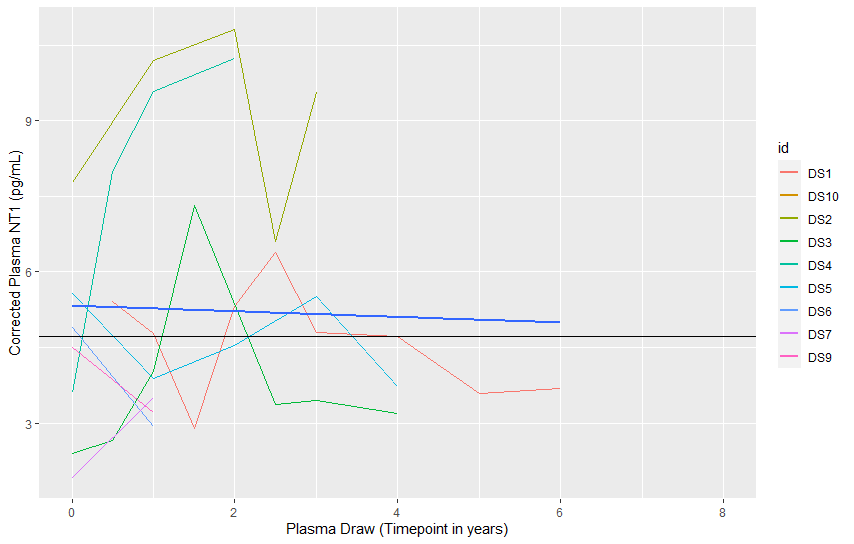 Corrected Plasma NT1 (pg/mL)
9
6
3
0
2
4
6
8
Plasma Draw (Timepoint in years)
id
DS1
DS10
DS2
DS3
DS4
DS5
DS6
DS7
DS9